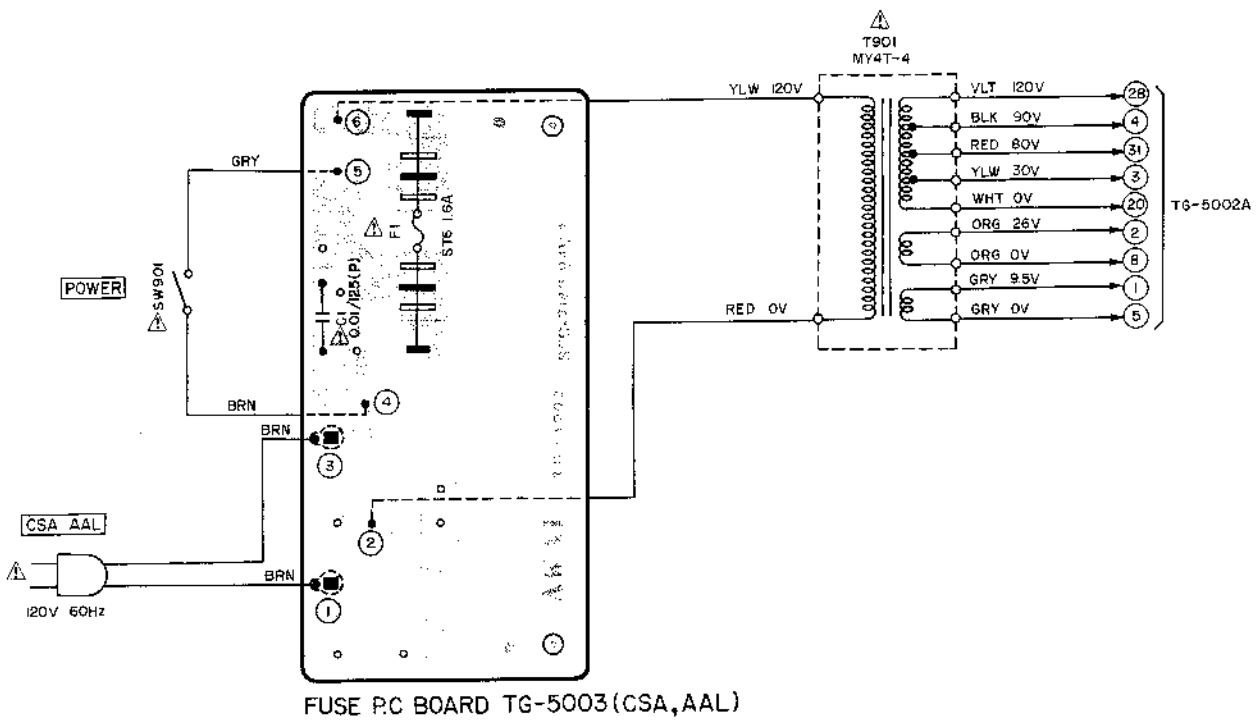 T901
MY4T-4
YLW 120V
VLT 120V
28
BLK 90V
4
RED 80V
31
YLW 30V
3
WHT 0V
20
ORG 26V
2
ORG 0V
8
GRY 9.5V
1
GRY 0V
5
TG-5002A
RED 0V
6
GRY
5
F1
ST6 1.6A
POWER
SW901
C1
0.01/125(P)
BRN
4
BRN
3
CSA AAL
2
BRN
1
120V 60Hz
FUSE P.C BOARD TG-5003(CSA,AAL)